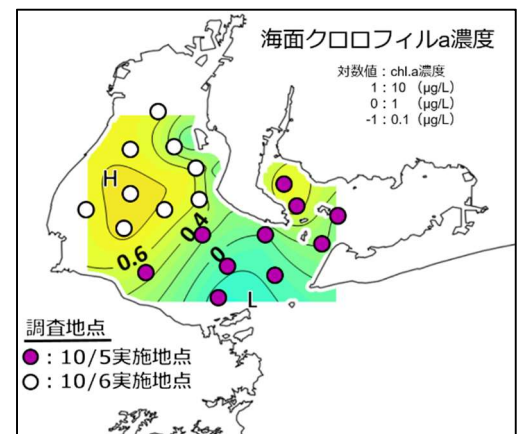 海面クロロフィルa濃度
対数値：chl.a濃度
1：10 （μg/L）
0：1 （μg/L）
-1：0.1 （μg/L）
H
0.4
0.6
0
L
調査地点
：10/5実施地点
：10/6実施地点